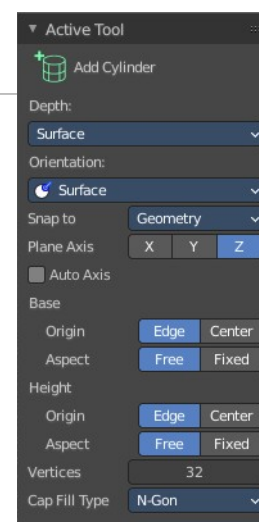 Active Tool
Add Cylinder
Depth:
Surface
Orientation:
Surface
Snap to Geometry
Plane Axis X Y Z
Auto Axis
Base
Origin Edge Center
Aspect Free Fixed
Height
Origin Edge Center
Aspect Free Fixed
Vertices 32
Cap Fill Type N-Gon